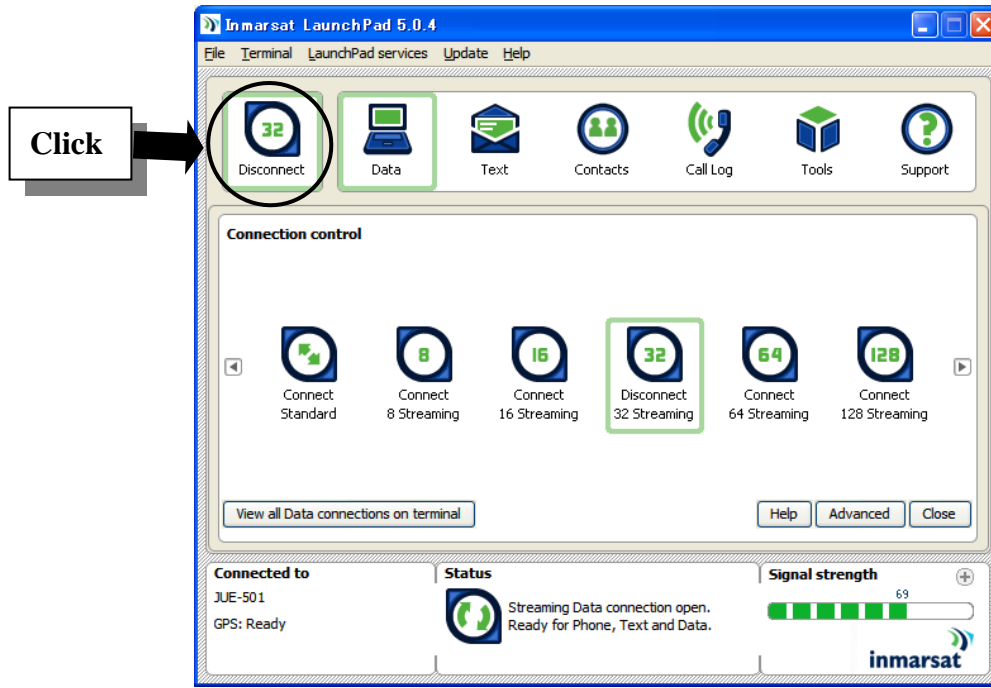 Inmarsat LaunchPad 5.0.4
File Terminal LaunchPad services Update Help
Click
32
Disconnect
Data
Text
Contacts
Call Log
Tools
Support
Connection control
8
16
32
64
128
Connect Connect Connect Disconnect Connect Connect
Standard 8 Streaming 16 Streaming 32 Streaming 64 Streaming 128 Streaming
View all Data connections on terminal
Help
Advanced
Close
Connected to
JUE-501
GPS: Ready
Status
Streaming Data connection open.
Ready for Phone, Text and Data.
Signal strength
69
inmarsat